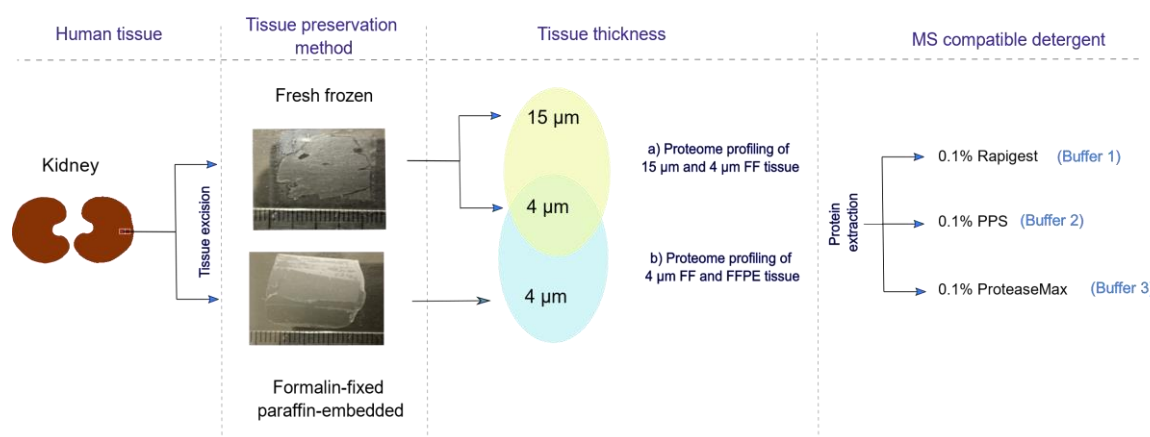 Human tissue
Tissue preservation
method
Tissue thickness
MS compatible detergent
Kidney
Tissue excision
Fresh frozen
Formalin-fixed
paraffin-embedded
15 µm
4 µm
4 µm
a) Proteome profiling of
15 µm and 4 µm FF tissue
b) Proteome profiling of
4 µm FF and FFPE tissue
Protein
extraction
0.1% Rapigest (Buffer 1)
0.1% PPS (Buffer 2)
0.1% ProteaseMax (Buffer 3